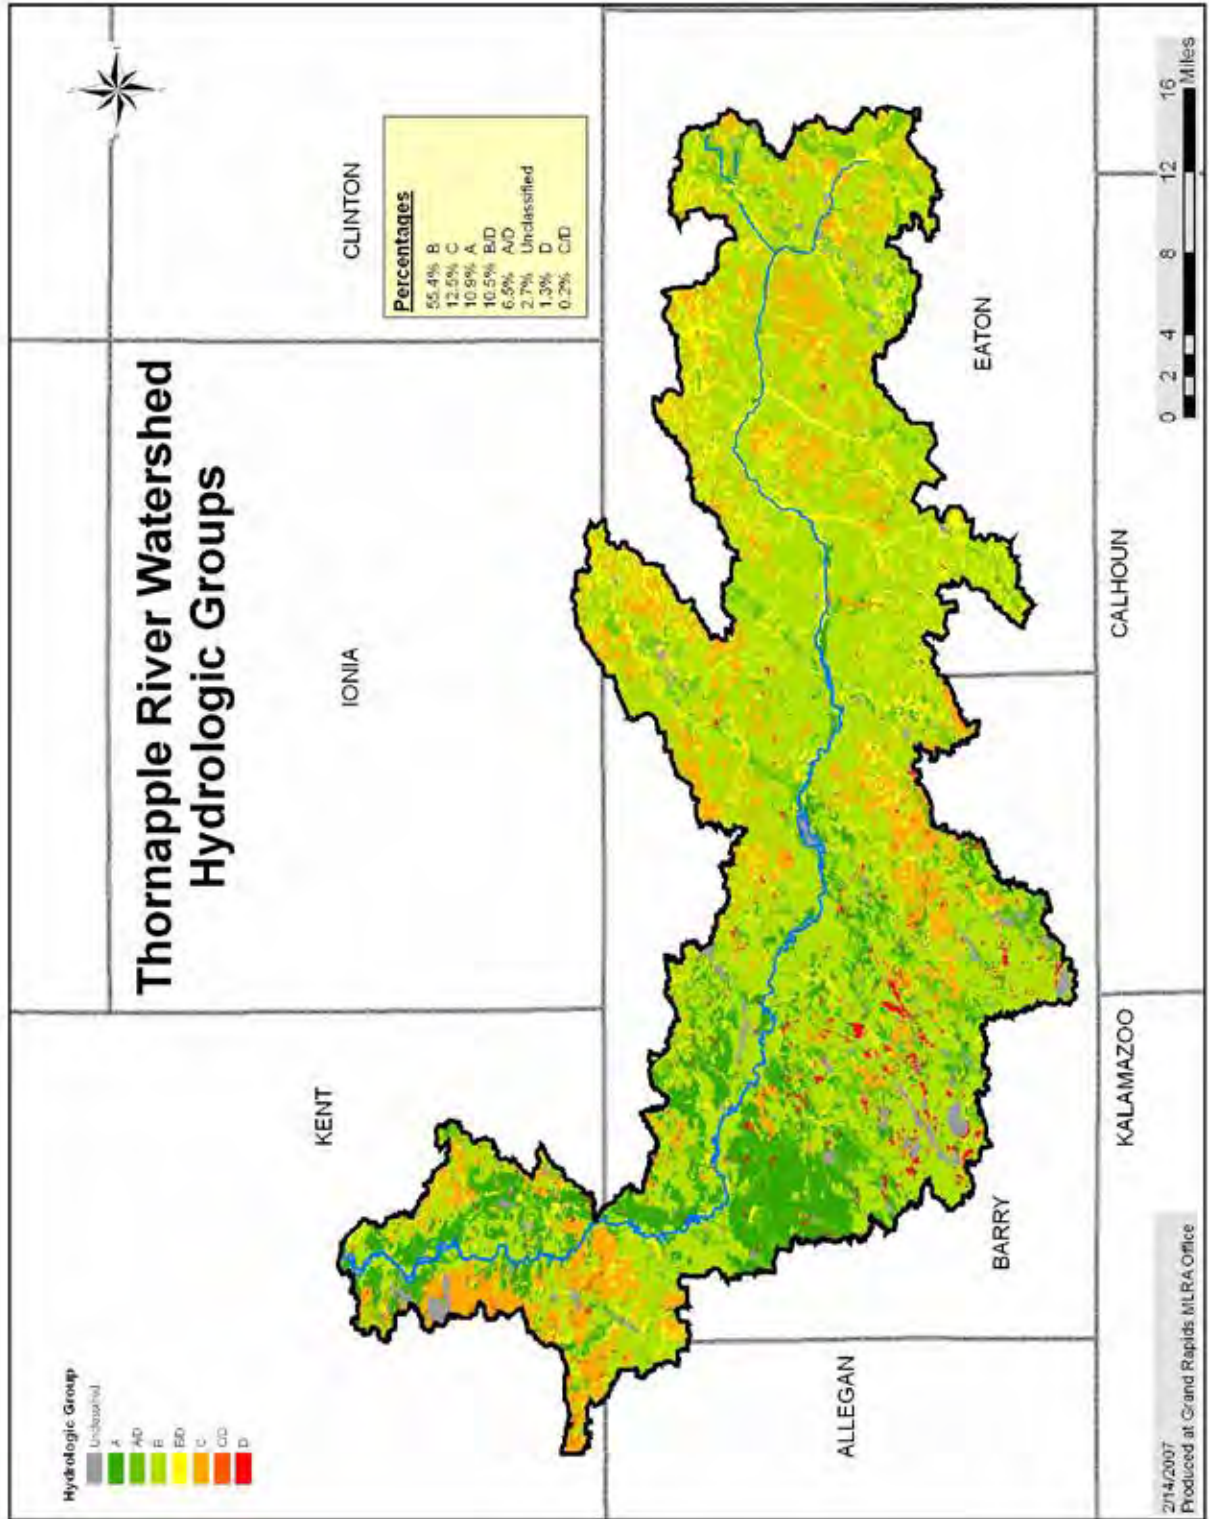 Thornapple River Watershed
Hydrologic Groups
Hydrologic Group
Unclassified
A
A/D
B
B/D
C
C/D
D
KENT
IONIA
CLINTON
Percentages
55.4% B
12.5% C
10.9% A
10.5% B/D
6.5% A/D
2.7% Unclassified
1.3% D
0.2% C/D
ALLEGAN
BARRY
EATON
KALAMAZOO
CALHOUN
2/14/2007
Produced at Grand Rapids MLRA Office
0 2 4 8 12 16
Miles